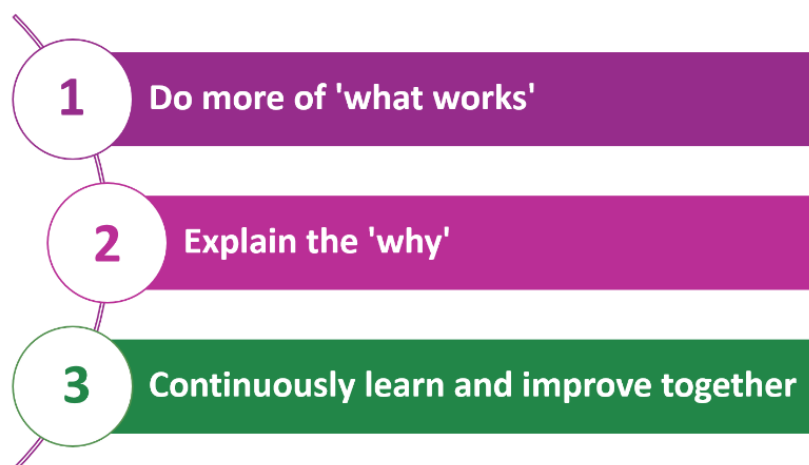 1
Do more of 'what works'
2
Explain the 'why'
3
Continuously learn and improve together